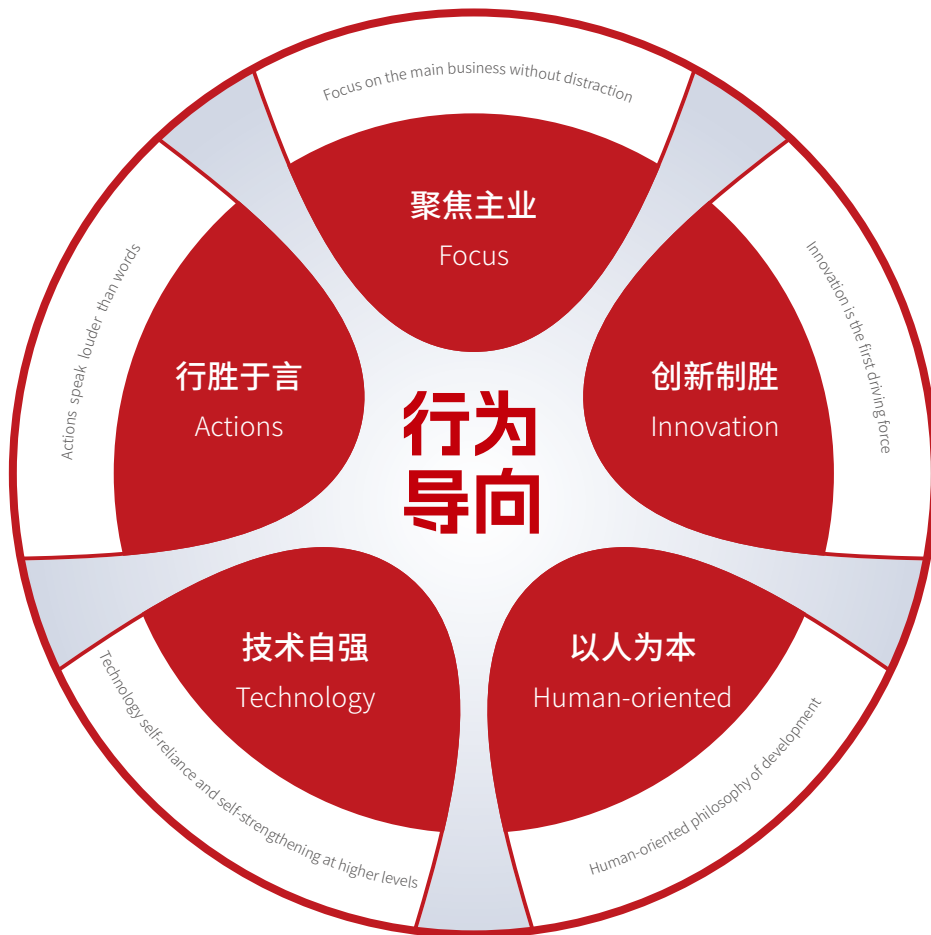 Focus on the main business without distraction
聚焦主业
Focus
Innovation is the first driving force
创新制胜
Innovation
Human-oriented philosophy of development
以人为本
Human-oriented
Technology self-reliance and self-strengthening at higher levels
技术自强
Technology
Actions speak louder than words
行胜于言
Actions
行为
导向